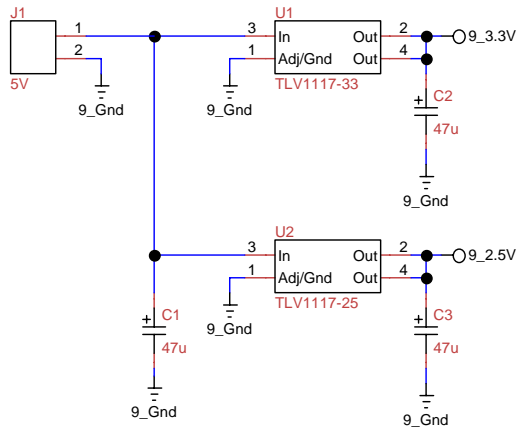 J1
1
2
5V
9_Gnd
U1
3
In
Out
2
1
Adj/Gnd
Out
4
TLV1117-33
9_Gnd
9_3.3V
+
C2
47u
9_Gnd
U2
3
In
Out
2
1
Adj/Gnd
Out
4
TLV1117-25
9_Gnd
9_2.5V
+
C1
47u
9_Gnd
+
C3
47u
9_Gnd